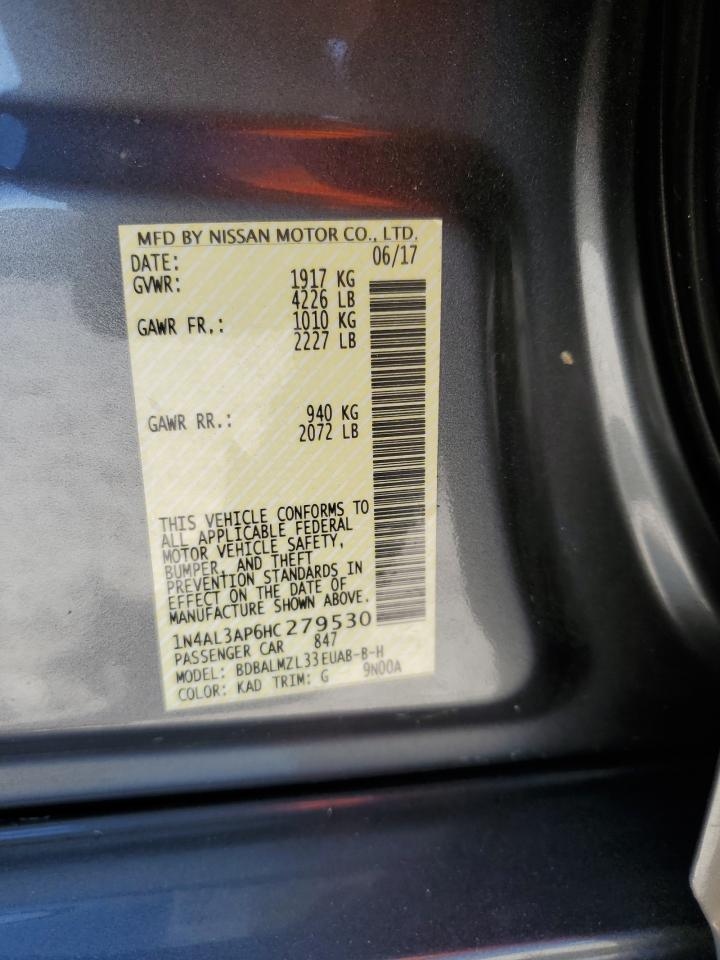 MFD BY NISSAN MOTOR CO., LTD.
DATE: 06/17
GVWR: 1917 KG
4226 LB
GAWR FR.: 1010 KG
2227 LB
GAWR RR.: 940 KG
2072 LB
THIS VEHICLE CONFORMS TO
ALL APPLICABLE FEDERAL
MOTOR VEHICLE SAFETY,
BUMPER, AND THEFT
PREVENTION STANDARDS IN
EFFECT ON THE DATE OF
MANUFACTURE SHOWN ABOVE.
1N4AL3AP6HC279530
PASSENGER CAR 847
MODEL: BDBALMZL33EUAB-B-H
COLOR: KAD TRIM: G 9N00A